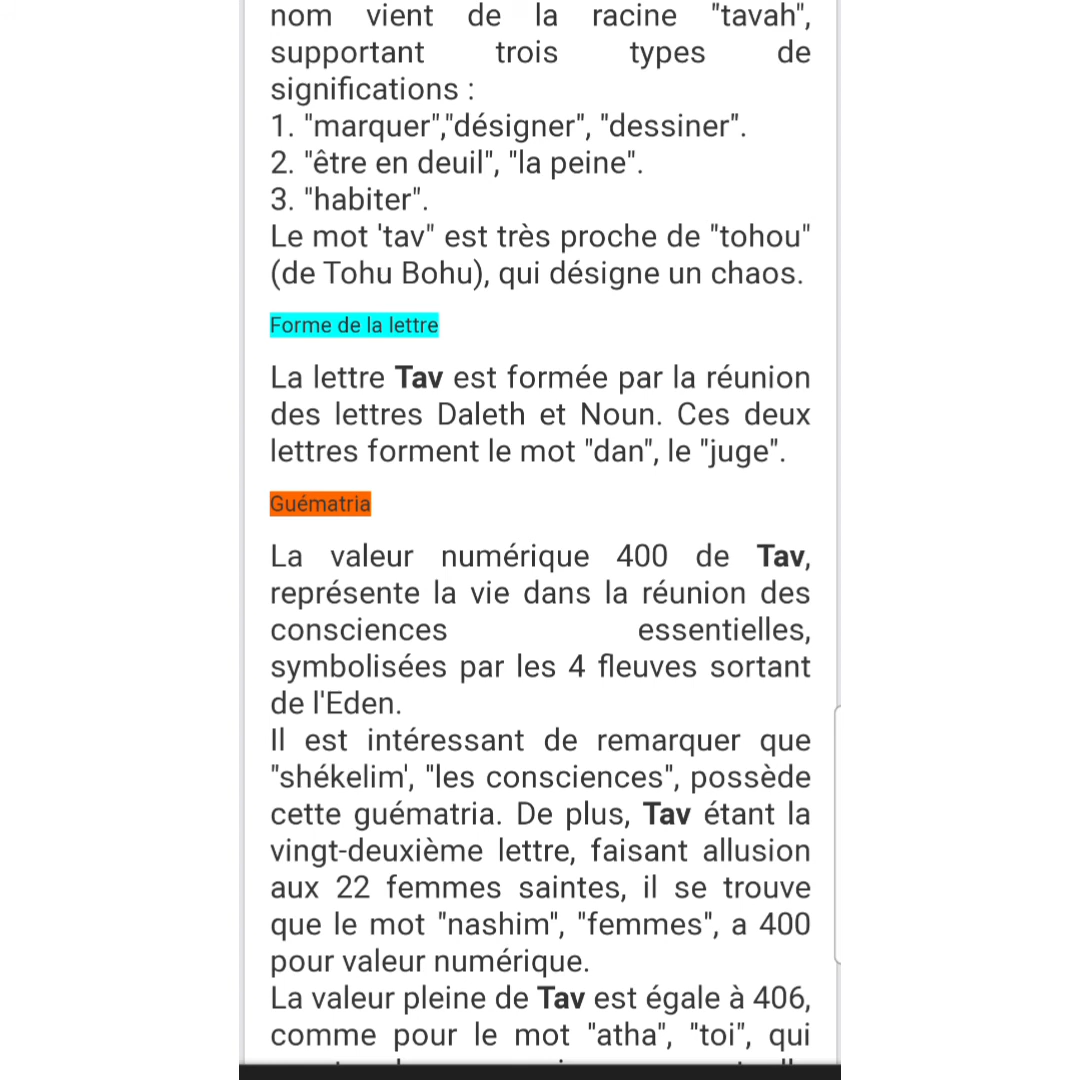 nom vient de la racine "tavah",
supportant trois types de
significations :
1. "marquer","désigner", "dessiner".
2. "être en deuil", "la peine".
3. "habiter".
Le mot 'tav" est très proche de "tohou"
(de Tohu Bohu), qui désigne un chaos.
Forme de la lettre
La lettre Tav est formée par la réunion
des lettres Daleth et Noun. Ces deux
lettres forment le mot "dan", le "juge".
Guématria
La valeur numérique 400 de Tav,
représente la vie dans la réunion des
consciences essentielles,
symbolisées par les 4 fleuves sortant
de l'Eden.
Il est intéressant de remarquer que
"shékelim', "les consciences", possède
cette guématria. De plus, Tav étant la
vingt-deuxième lettre, faisant allusion
aux 22 femmes saintes, il se trouve
que le mot "nashim", "femmes", a 400
pour valeur numérique.
La valeur pleine de Tav est égale à 406,
comme pour le mot "atha", "toi", qui